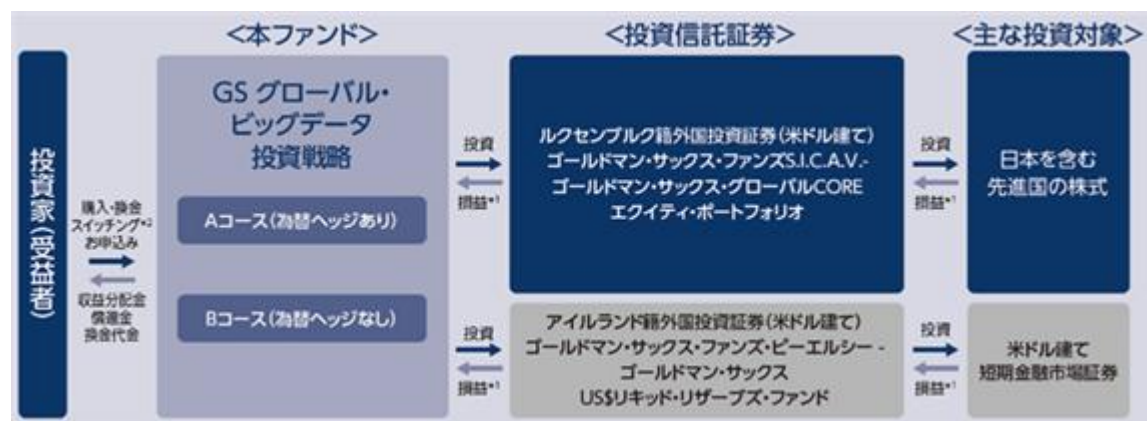 <本ファンド>
<投資信託証券>
<主な投資対象>
投資家(受益者)
購入・換金
スイッチング*2
お申込み
収益分配金
償還金
換金代金
GS グローバル・
ビッグデータ
投資戦略
Aコース(為替ヘッジあり)
Bコース(為替ヘッジなし)
投資
損益*1
ルクセンブルク籍外国投資証券(米ドル建て)
ゴールドマン・サックス・ファンズS.I.C.A.V.-
ゴールドマン・サックス・グローバルCORE
エクイティ・ポートフォリオ
投資
損益*1
日本を含む
先進国の株式
投資
損益*1
アイルランド籍外国投資証券(米ドル建て)
ゴールドマン・サックス・ファンズ・ピーエルシー -
ゴールドマン・サックス
US$リキッド・リザーブズ・ファンド
投資
損益*1
米ドル建て
短期金融市場証券